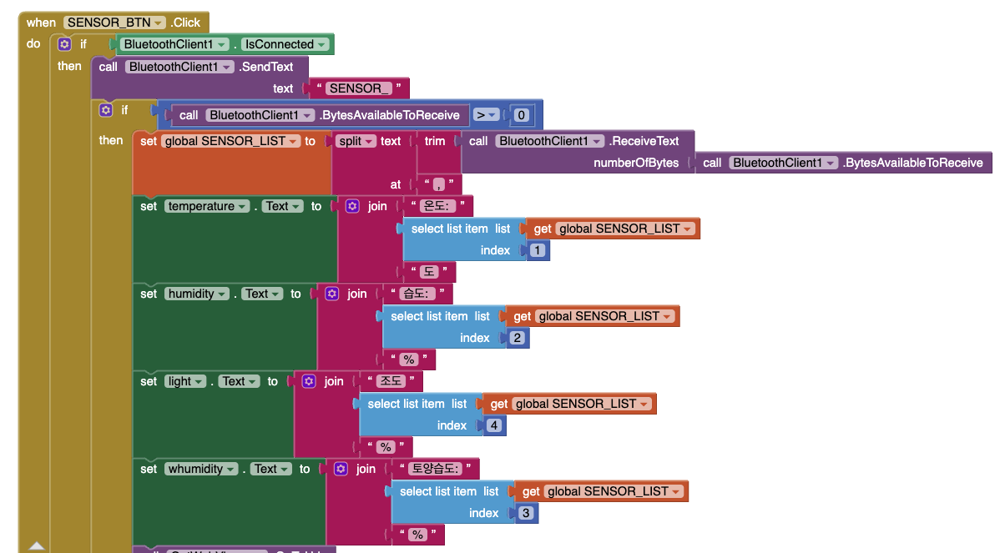 when SENSOR_BTN .Click
do if BluetoothClient1 . IsConnected
then call BluetoothClient1 .SendText
text " SENSOR_ "
if call BluetoothClient1 .BytesAvailableToReceive > 0
then set global SENSOR_LIST to split text trim call BluetoothClient1 .ReceiveText
numberOfBytes call BluetoothClient1 .BytesAvailableToReceive
at " , "
set temperature . Text to join " 온도: "
select list item list get global SENSOR_LIST
index 1
" 도 "
set humidity . Text to join " 습도: "
select list item list get global SENSOR_LIST
index 2
" % "
set light . Text to join " 조도 "
select list item list get global SENSOR_LIST
index 4
" % "
set whumidity . Text to join " 토양습도: "
select list item list get global SENSOR_LIST
index 3
" % "